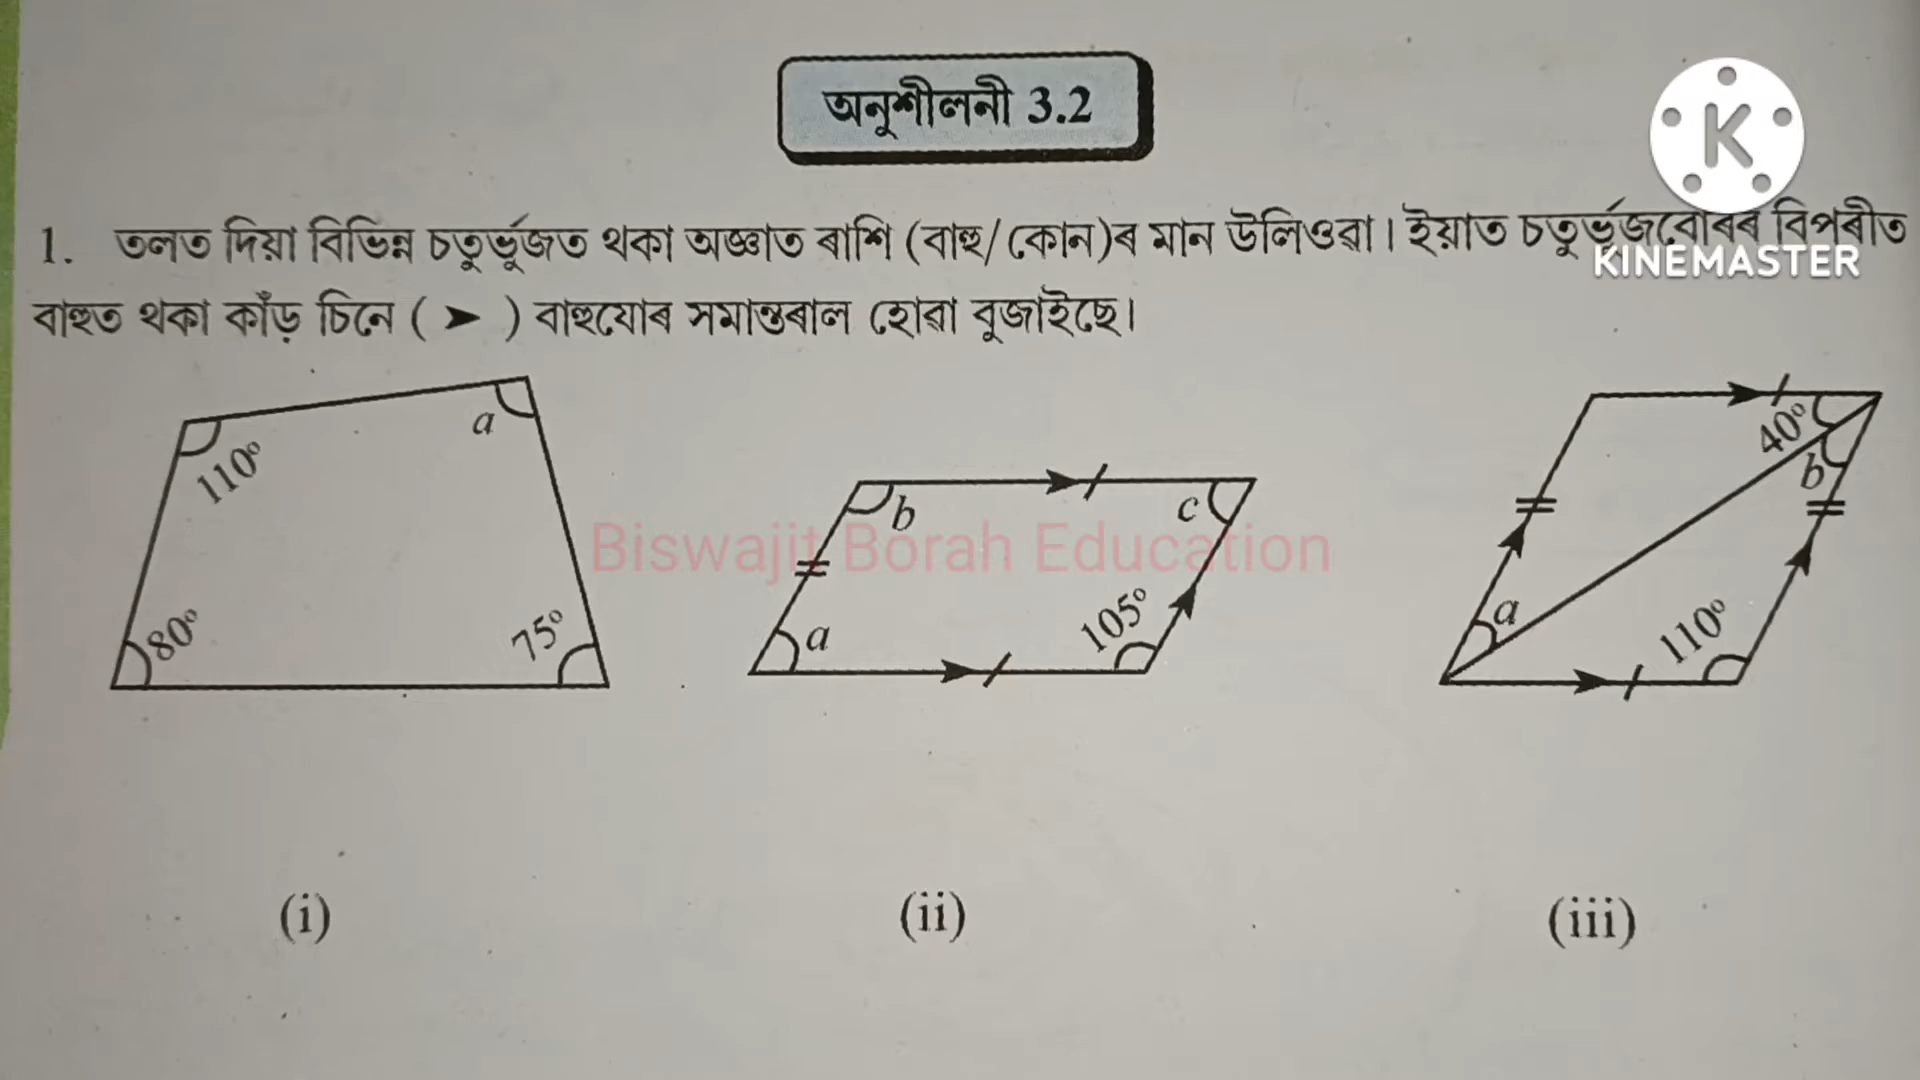 অনুশীলনী 3.2
K
1. তলত দিয়া বিভিন্ন চতুৰ্ভূজত থকা অজ্ঞাত ৰাশি (বাহু/কোন)ৰ মান উলিওৱা। ইয়াত চতুৰ্ভূজবোৰৰ বিপৰীত
KINEMASTER
বাহুত থকা কাঁড় চিনে ( ➤ ) বাহুযোৰ সমান্তৰাল হোৱা বুজাইছে।
110° a
80° 75°
b c
a 105°
40°
b
a 110°
Biswajit Borah Education
(i) (ii) (iii)